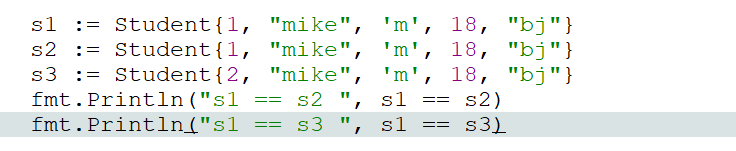 s1 := Student{1, "mike", 'm', 18, "bj"}
s2 := Student{1, "mike", 'm', 18, "bj"}
s3 := Student{2, "mike", 'm', 18, "bj"}
fmt.Println("s1 == s2 ", s1 == s2)
fmt.Println("s1 == s3 ", s1 == s3)